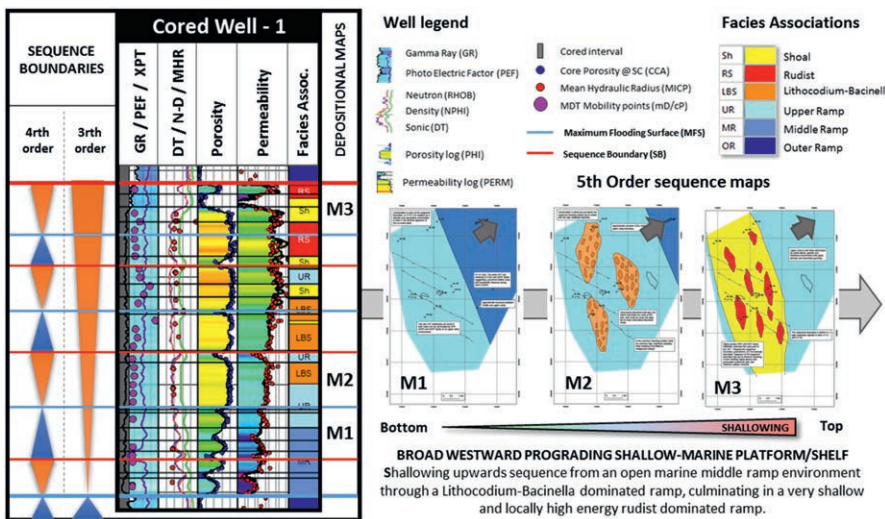 Cored Well - 1
SEQUENCE
BOUNDARIES
4rth
order
3rth
order
GR / PEF / XPT
DT / N-D / MHR
Porosity
Permeability
Facies Assoc.
DEPOSITIONAL MAPS
RS
Sh
RS
Sh
UR
Sh
LBS
LBS
UR
LBS
UR
MR
M3
M2
M1
Well legend
Gamma Ray (GR)
Photo Electric Factor (PEF)
Neutron (RHOB)
Density (NPHI)
Sonic (DT)
Porosity log (PHI)
Permeability log (PERM)
Cored interval
Core Porosity @ SC (CCA)
Mean Hydraulic Radius (MICP)
MDT Mobility points (mD/cP)
Maximum Flooding Surface (MFS)
Sequence Boundary (SB)
Facies Associations
Sh Shoal
RS Rudist
LBS Lithocodium-Bacinell
UR Upper Ramp
MR Middle Ramp
OR Outer Ramp
5th Order sequence maps
M1
M2
M3
Bottom
SHALLOWING
Top
BROAD WESTWARD PROGRADING SHALLOW-MARINE PLATFORM/SHELF
Shallowing upwards sequence from an open marine middle ramp environment
through a Lithocodium-Bacinella dominated ramp, culminating in a very shallow
and locally high energy rudist dominated ramp.